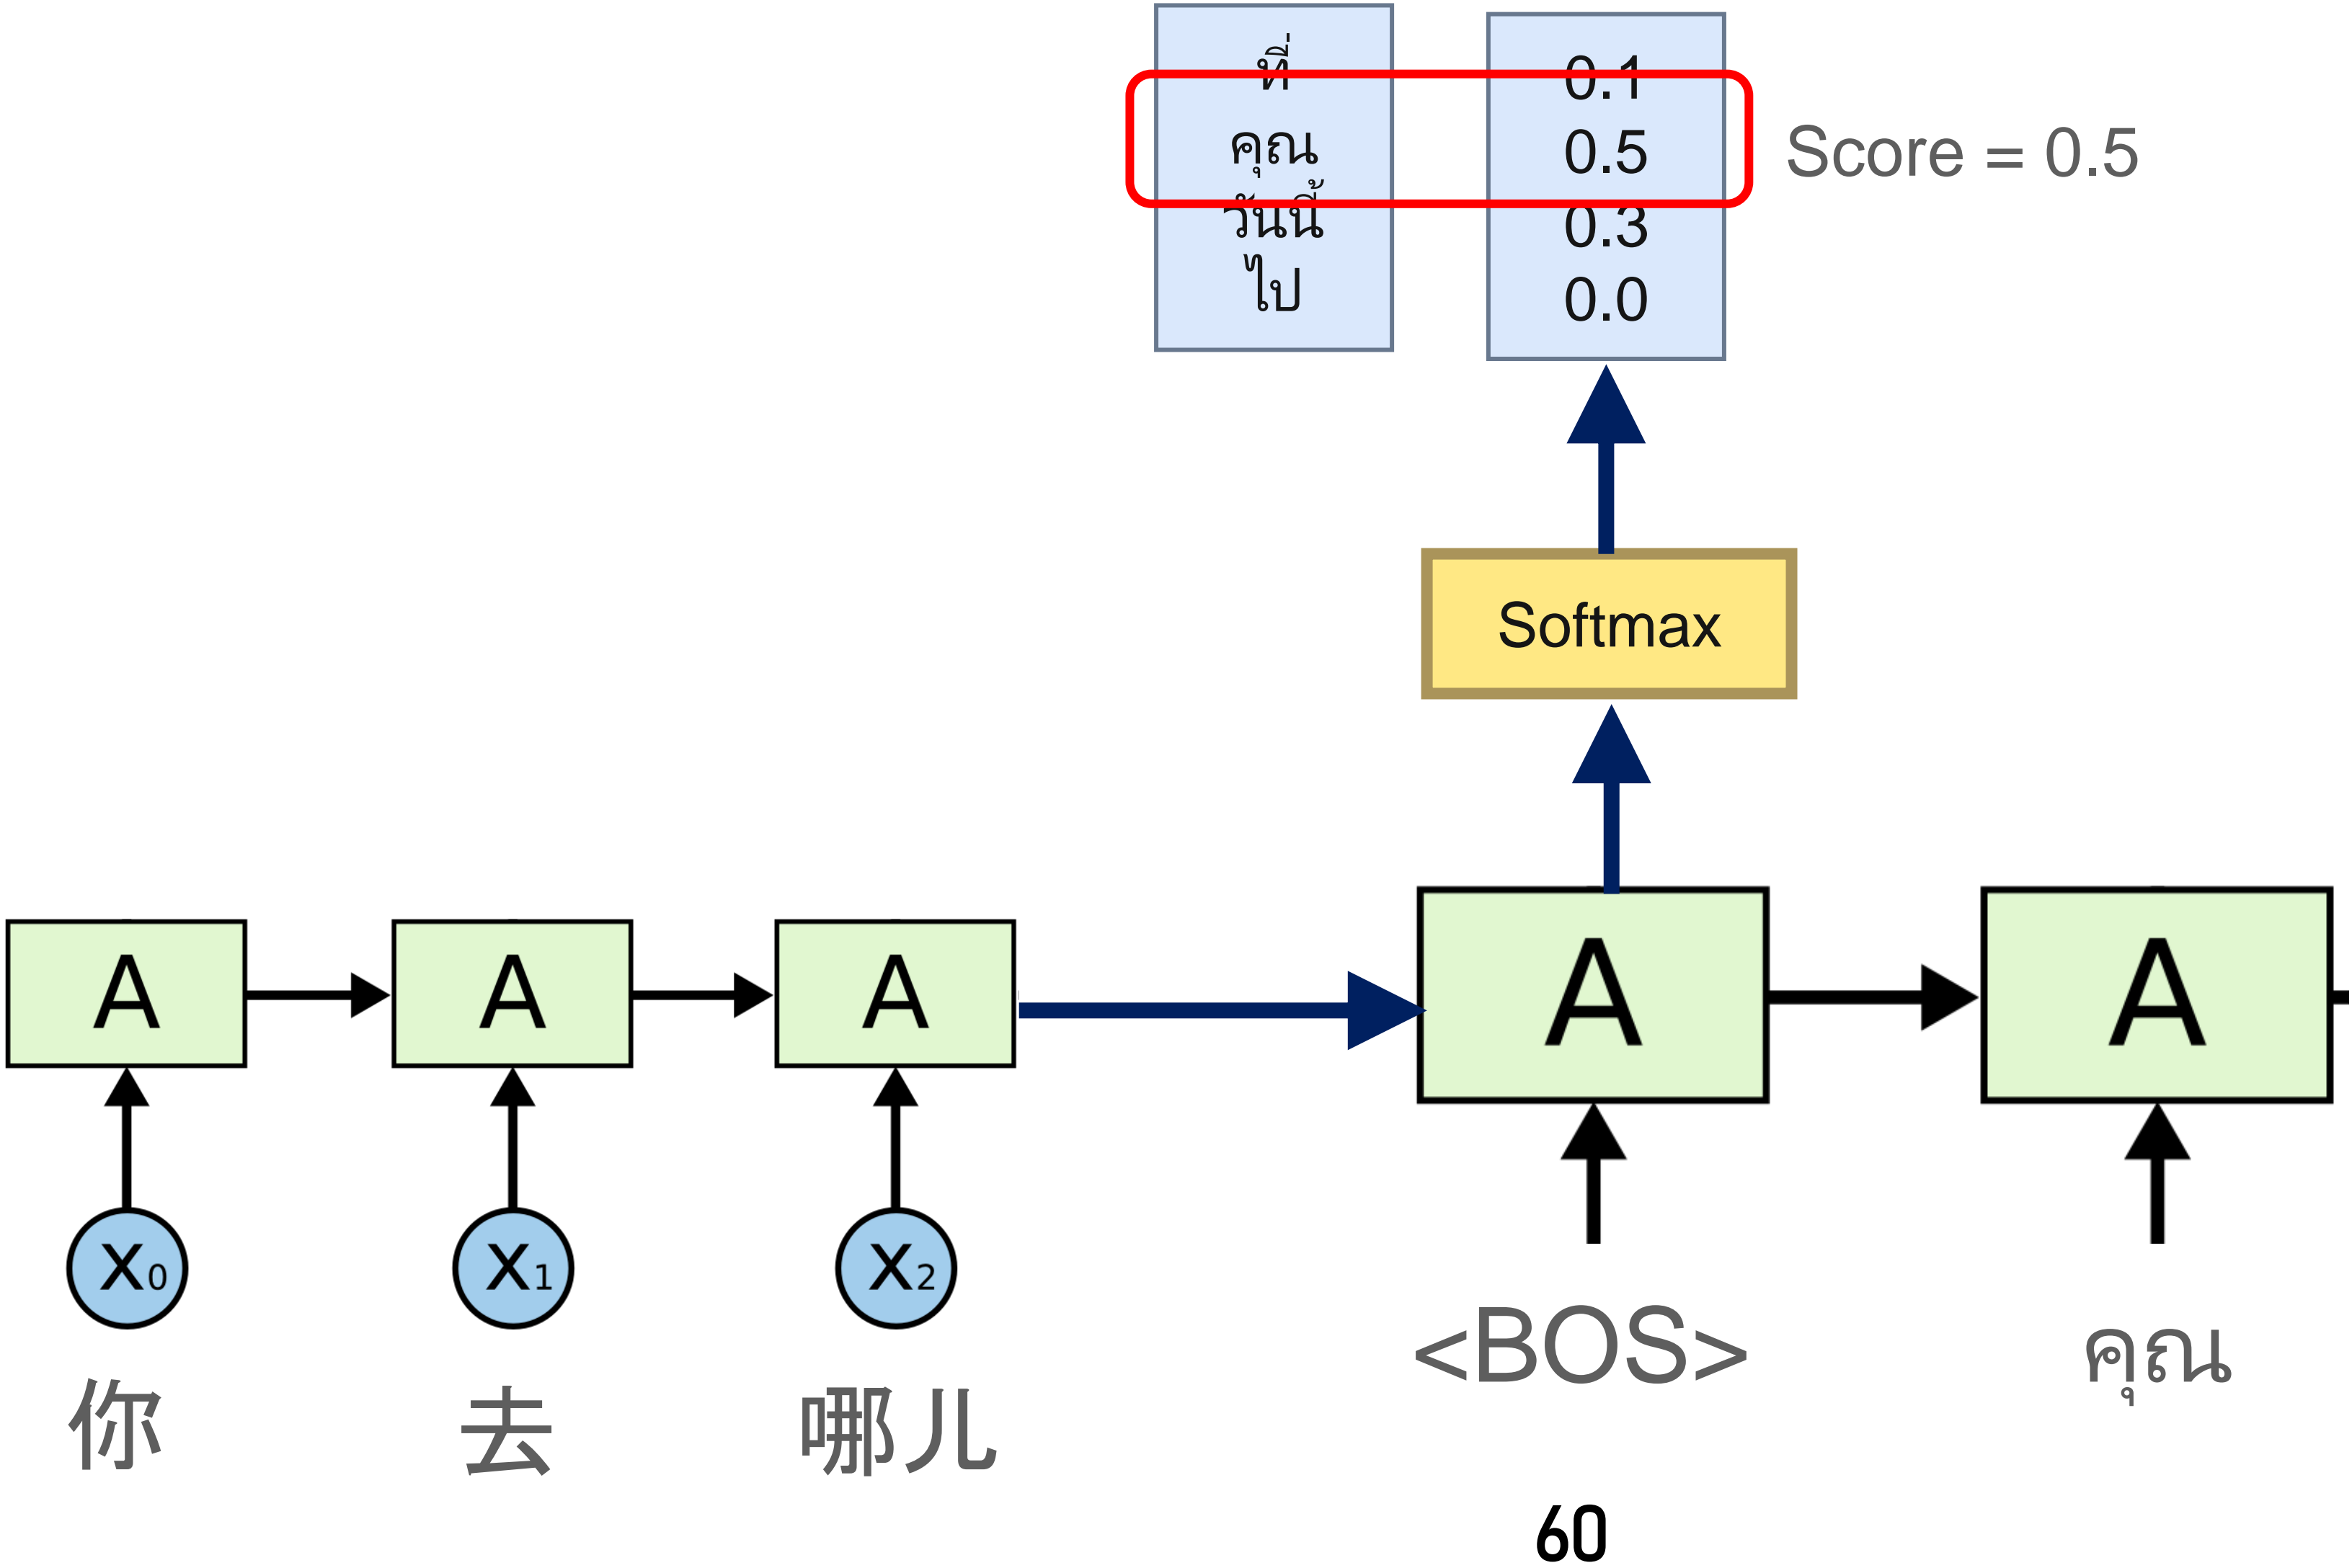 ที่ 0.1
คุณ 0.5 Score = 0.5
วันนี้ 0.3
ไป 0.0
Softmax
A A A A A
X0 X1 X2
<BOS> คุณ
你 去 哪儿
60